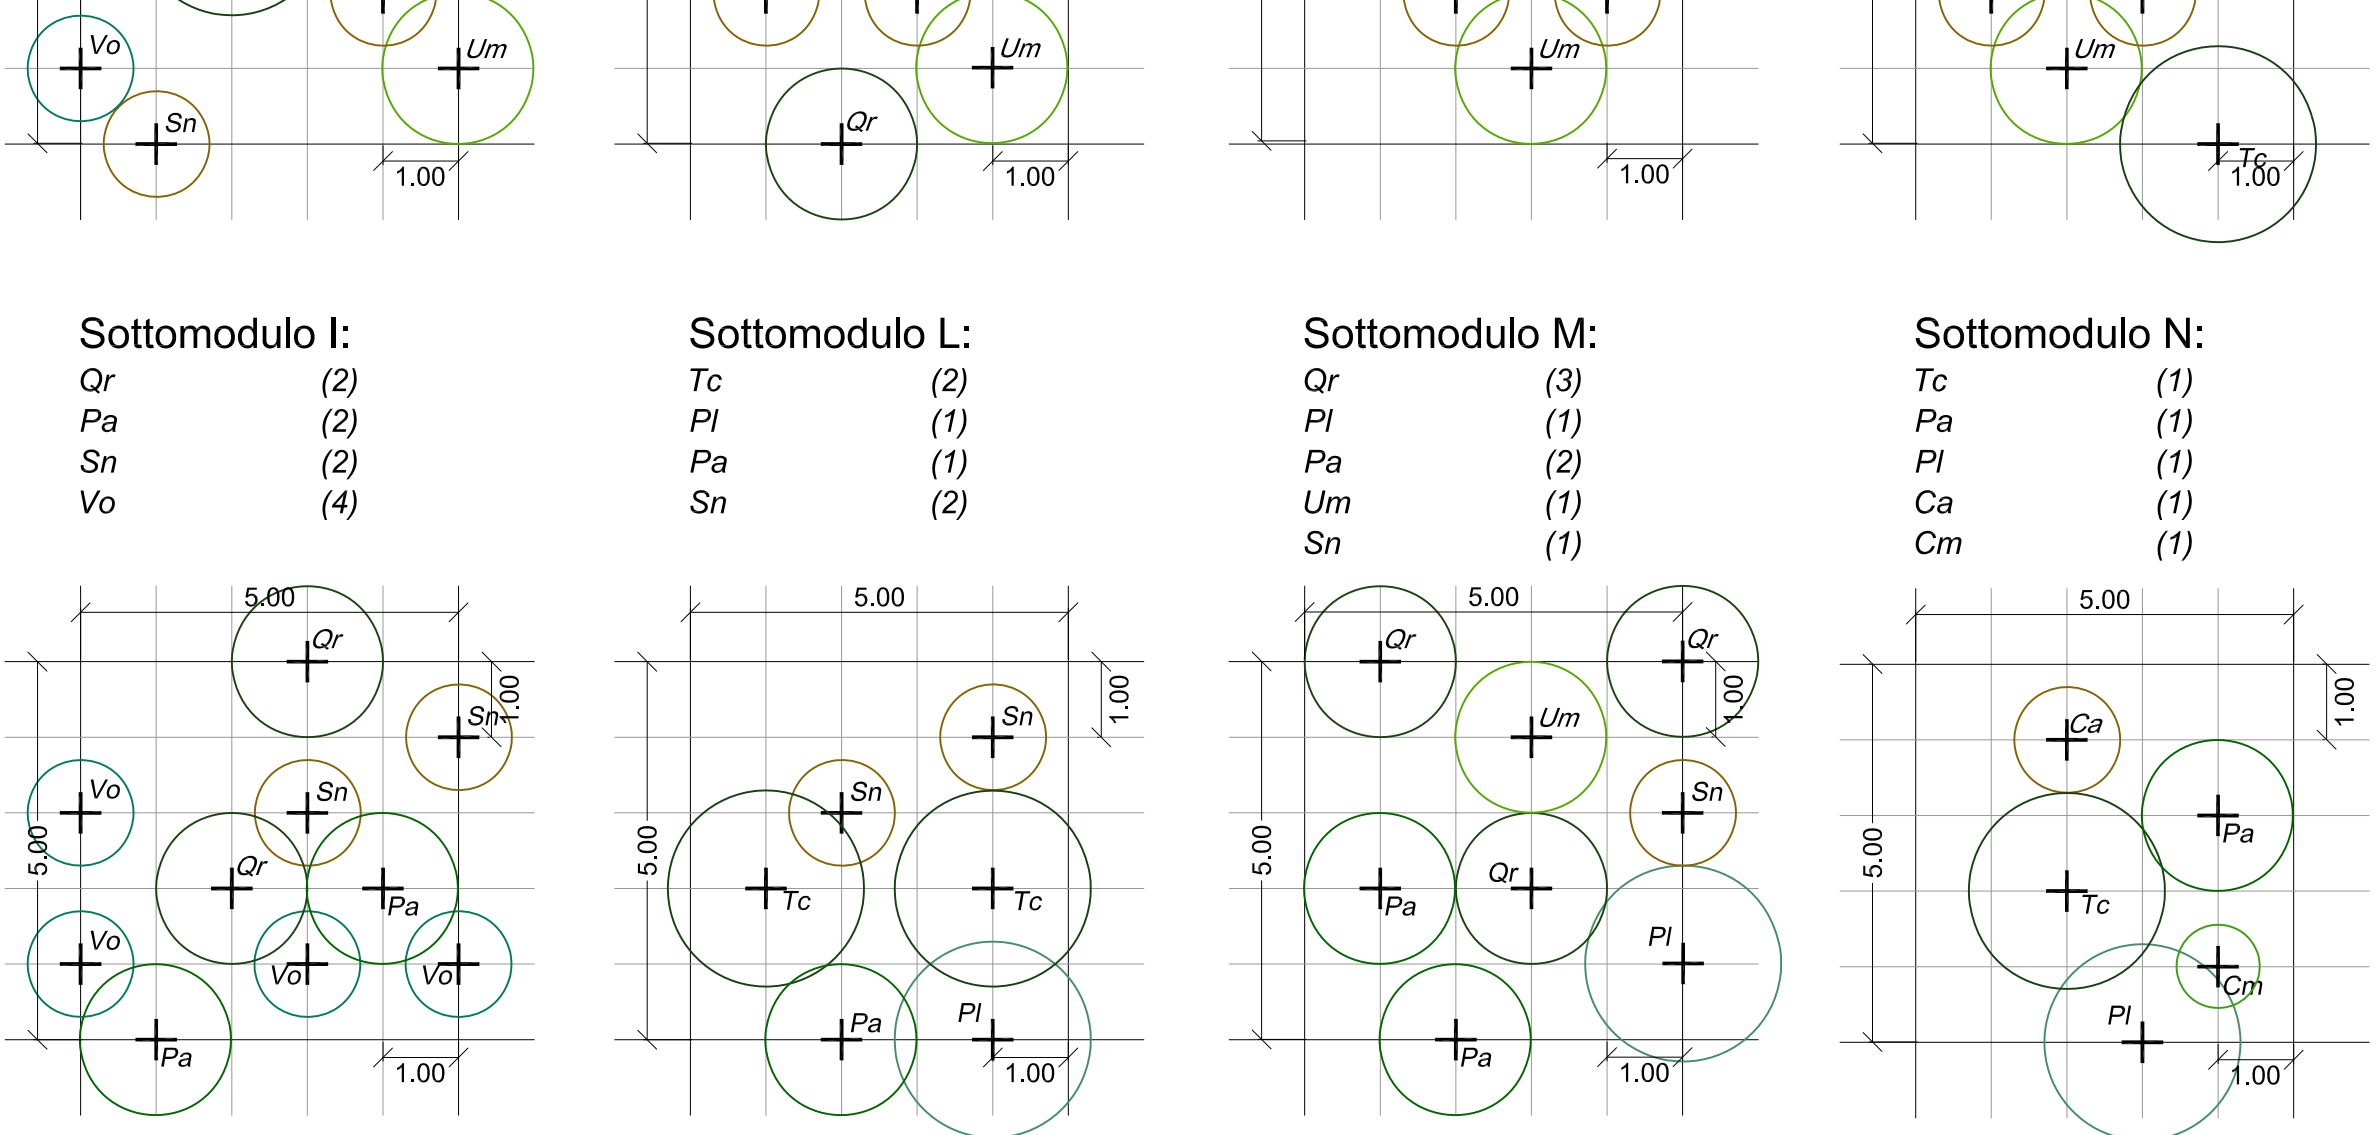 Vo
Um
Sn
1.00
Um
Qr
1.00
Um
1.00
Um
Tc
1.00
Sottomodulo I:
Qr (2)
Pa (2)
Sn (2)
Vo (4)
Sottomodulo L:
Tc (2)
Pl (1)
Pa (1)
Sn (2)
Sottomodulo M:
Qr (3)
Pl (1)
Pa (2)
Um (1)
Sn (1)
Sottomodulo N:
Tc (1)
Pa (1)
Pl (1)
Ca (1)
Cm (1)
5.00
Qr
1.00
Sn
Vo
Sn
5.00
Qr
Pa
Vo
Vo
Vo
Pa
1.00
5.00
1.00
Sn
Sn
5.00
Tc
Tc
Pa
Pl
1.00
5.00
Qr
Qr
1.00
Um
Sn
5.00
Pa
Qr
Pl
Pa
1.00
5.00
1.00
Ca
Pa
5.00
Tc
Cm
Pl
1.00